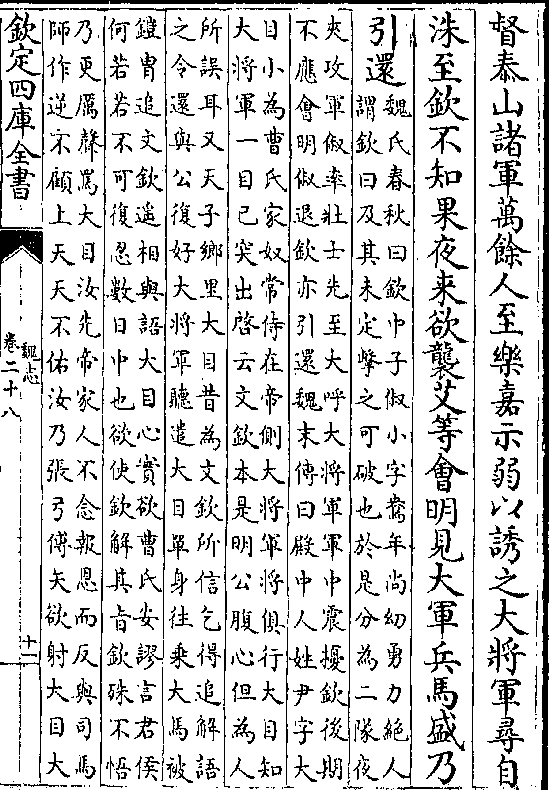 督泰山諸軍萬餘人至樂嘉示弱以誘之大將軍尋自
洙至欽不知果夜来欲襲艾等會明見大軍兵馬盛乃
引還
魏氏春秋曰欽中子俶小字鴦年尚幼勇力絶人
謂欽曰及其未定擊之可破也於是分為二隊夜
夾攻軍俶率壯士先至大呼大將軍軍中震擾欽後期
不應會明俶退欽亦引還魏末傳曰殿中人姓尹字大
目小為曹氏家奴常侍在帝側大將軍將俱行大目知
大將軍一目已突出啓云文欽本是明公腹心但為人
所誤耳又天子鄉里大目昔為文欽所信乞得追解語
之令還與公復好大將軍聽遣大目單身往乘大馬被
鎧胄追文欽遥相與語大目心實欲曹氏安謬言君侯
何若若不可復忍數日中也欲使欽解其旨欽殊不悟
乃更厲聲罵大目汝先帝家人不念報恩而反與司馬
師作逆不顧上天天不佑汝乃張弓傅矢欲射大目大
欽定四庫全書
魏志
卷二十八
十二